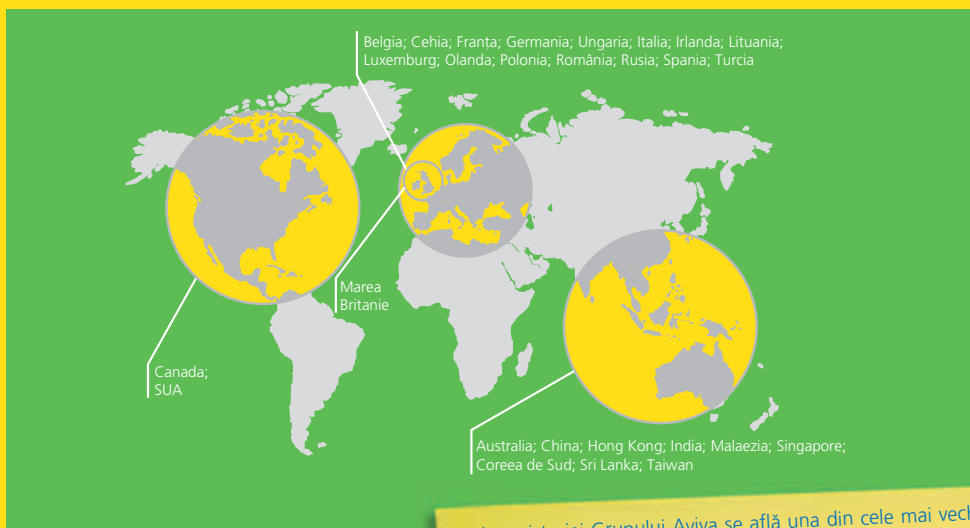 Belgia; Cehia; Franta; Germania; Ungaria; Italia; Irlanda; Lituania;
Luxemburg; Olanda; Polonia; România; Rusia; Spania; Turcia
Marea
Britanie
Canada;
SUA
Australia; China; Hong Kong; India; Malaezia; Singapore;
Coreea de Sud; Sri Lanka; Taiwan
Grupului Aviva se află una din cele mai